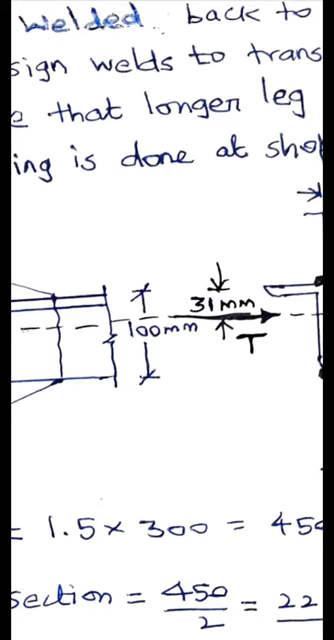 welded back to
sign welds to trans
e that longer leg
ing is done at sho
31mm
100mm
T
= 1.5 × 300 = 450
section = 450/2 = 22